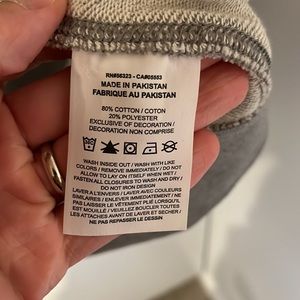 RN#56323 - CA#05553
MADE IN PAKISTAN
FABRIQUE AU PAKISTAN
80% COTTON / COTON
20% POLYESTER
EXCLUSIVE OF DECORATION /
DECORATION NON COMPRISE
WASH INSIDE OUT / WASH WITH LIKE
COLORS / REMOVE IMMEDIATELY / DO NOT
ALLOW TO LAY ON ITSELF WHEN WET /
FASTEN ALL CLOSURES TO WASH AND DRY /
DO NOT IRON DESIGN
LAVER A L'ENVERS / LAVER AVEC COULEURS
SIMILAIRES / ENLEVER IMMEDIATEMENT /
NE PAS LAISSER REPLIE LORSQU'IL
EST MOUILLE / VEUILLEZ BOUCLER TOUTES
LES ATTACHES AVANT DE LAVER ET SECHER
NE PAS REPASSER LE DESSIN